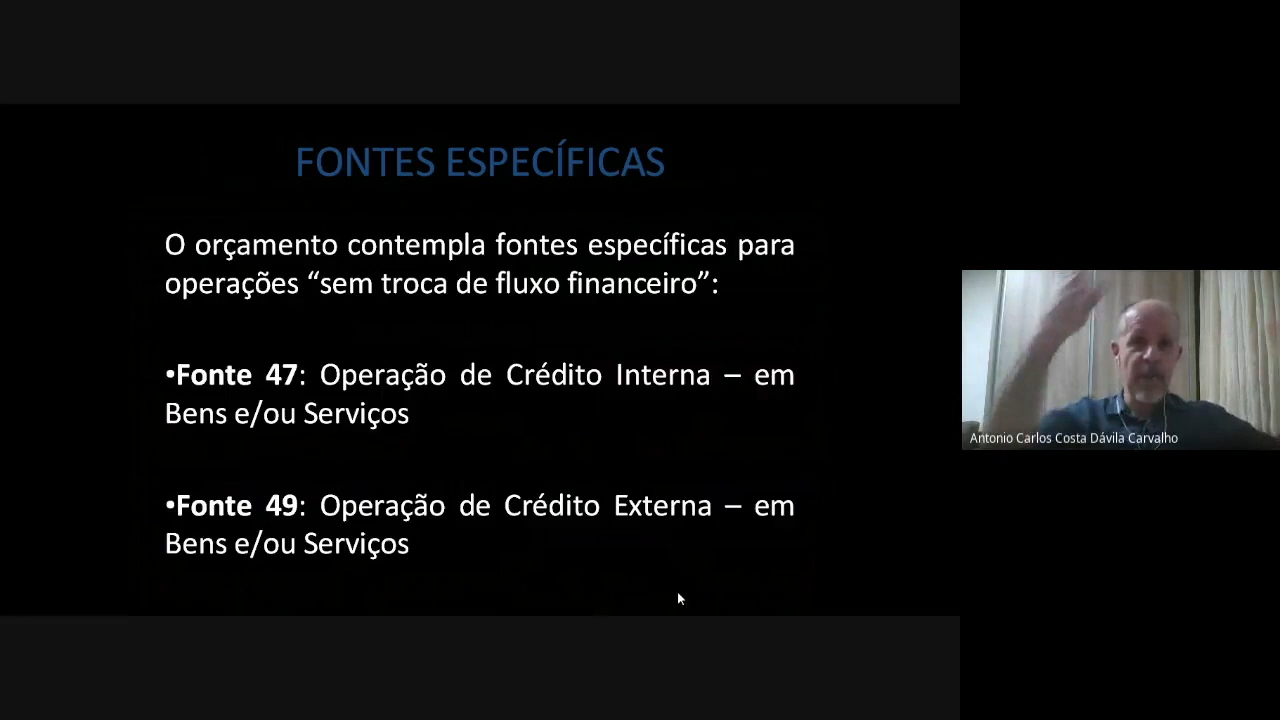 FONTES ESPECÍFICAS
O orçamento contempla fontes específicas para
operações “sem troca de fluxo financeiro”:
•Fonte 47: Operação de Crédito Interna – em
Bens e/ou Serviços
•Fonte 49: Operação de Crédito Externa – em
Bens e/ou Serviços
Antonio Carlos Costa Dávila Carvalho